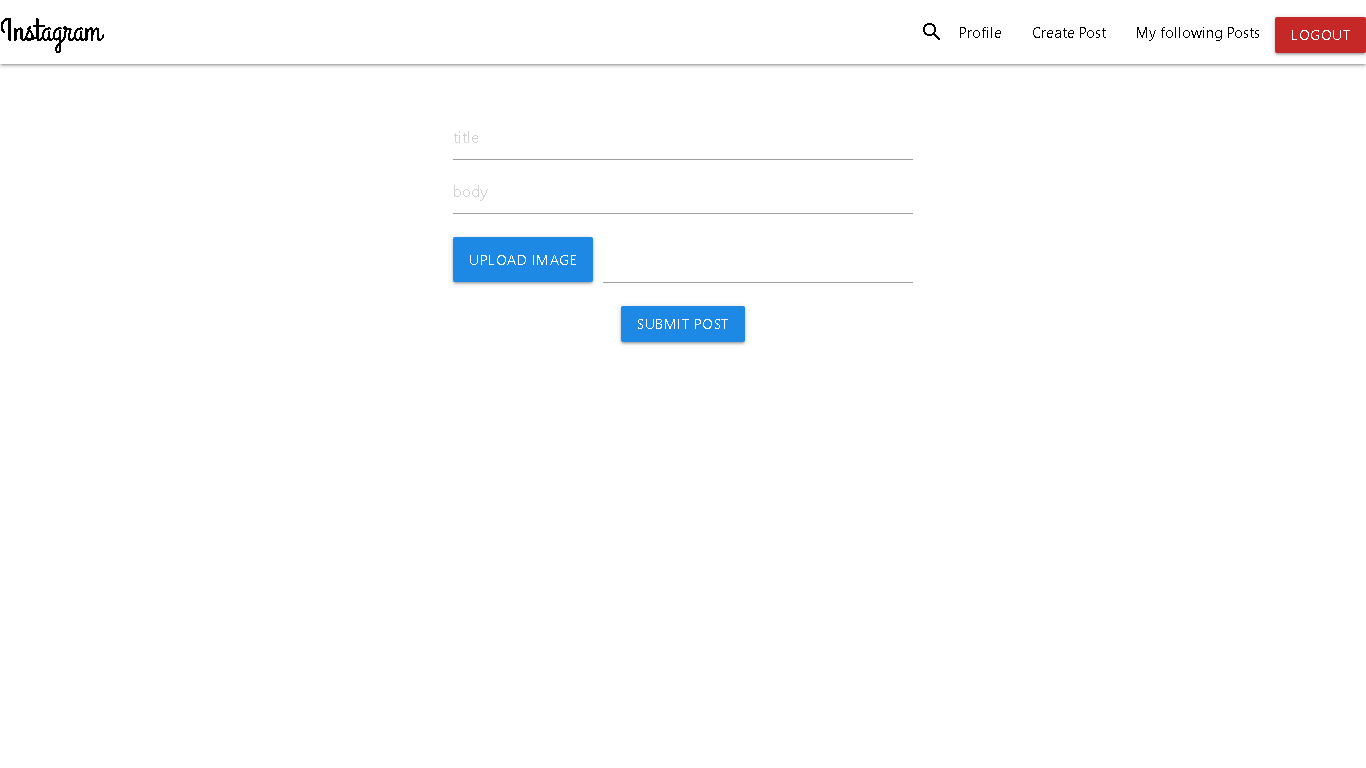 Instagram Profile Create Post My following Posts LOGOUT
title
body
UPLOAD IMAGE
SUBMIT POST